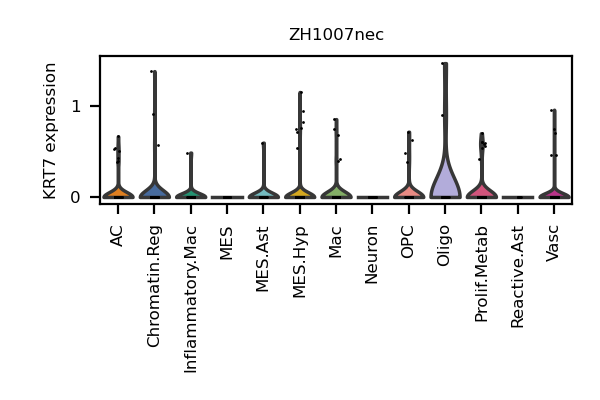 ZH1007nec
KRT7 expression
1
0
AC
Chromatin.Reg
Inflammatory.Mac
MES
MES.Ast
MES.Hyp
Mac
Neuron
OPC
Oligo
Prolif.Metab
Reactive.Ast
Vasc